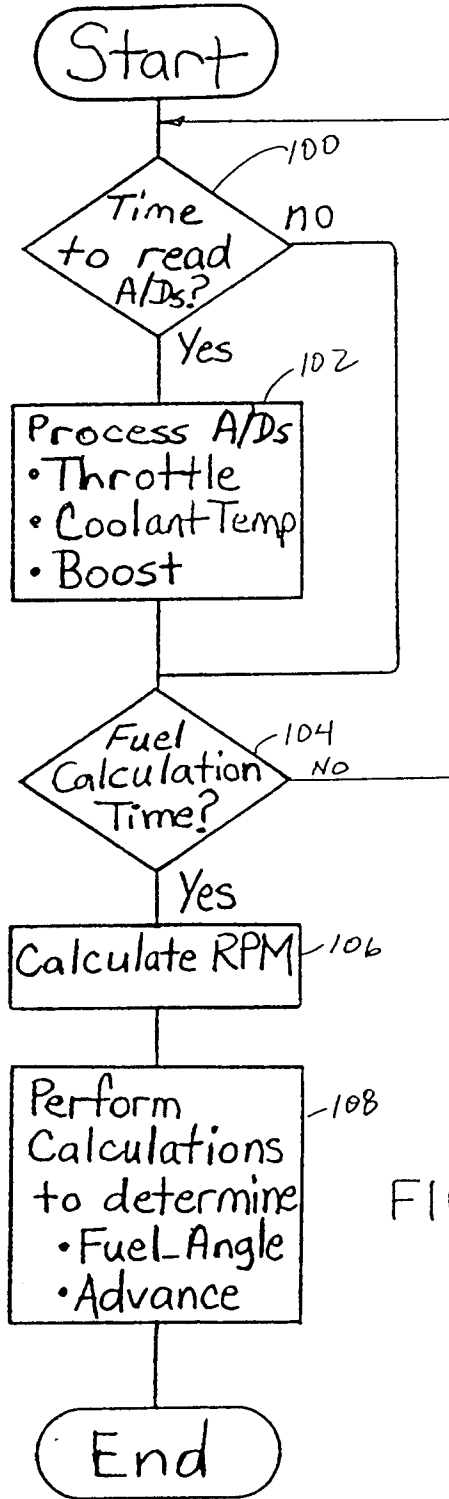 Start
100
Time
to read
A/Ds?
no
Yes
102
Process A/Ds
• Throttle
• Coolant Temp
• Boost
Fuel
Calculation
Time?
104
NO
Yes
Calculate RPM
106
Perform
Calculations
to determine
• Fuel_Angle
• Advance
108
End